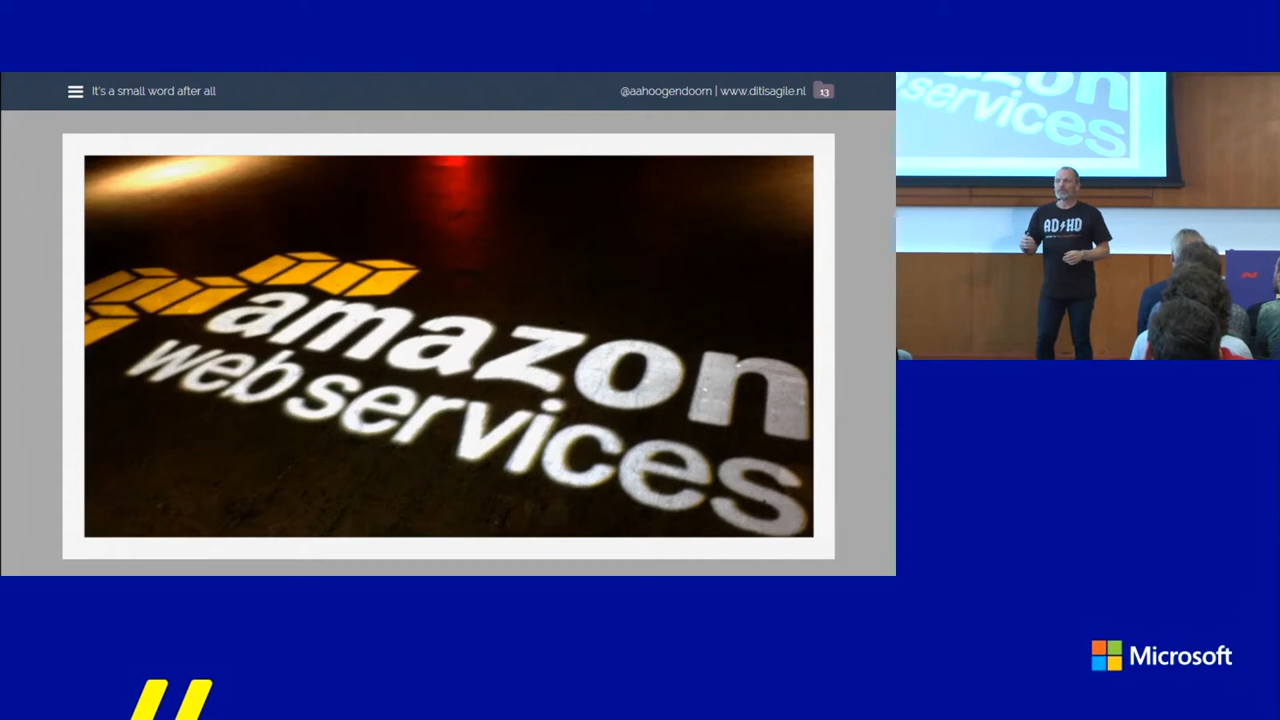 It's a small word after all
@aahoogendoorn | www.ditisagile.nl
13
amazon
web services
amazon
services
AD HD
Microsoft